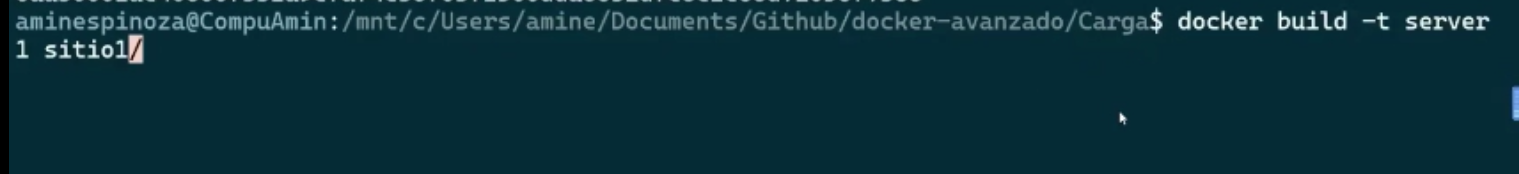 aminespinoza@CompuAmin:/mnt/c/Users/amine/Documents/Github/docker-avanzado/Carga$ docker build -t server
1 sitio1/